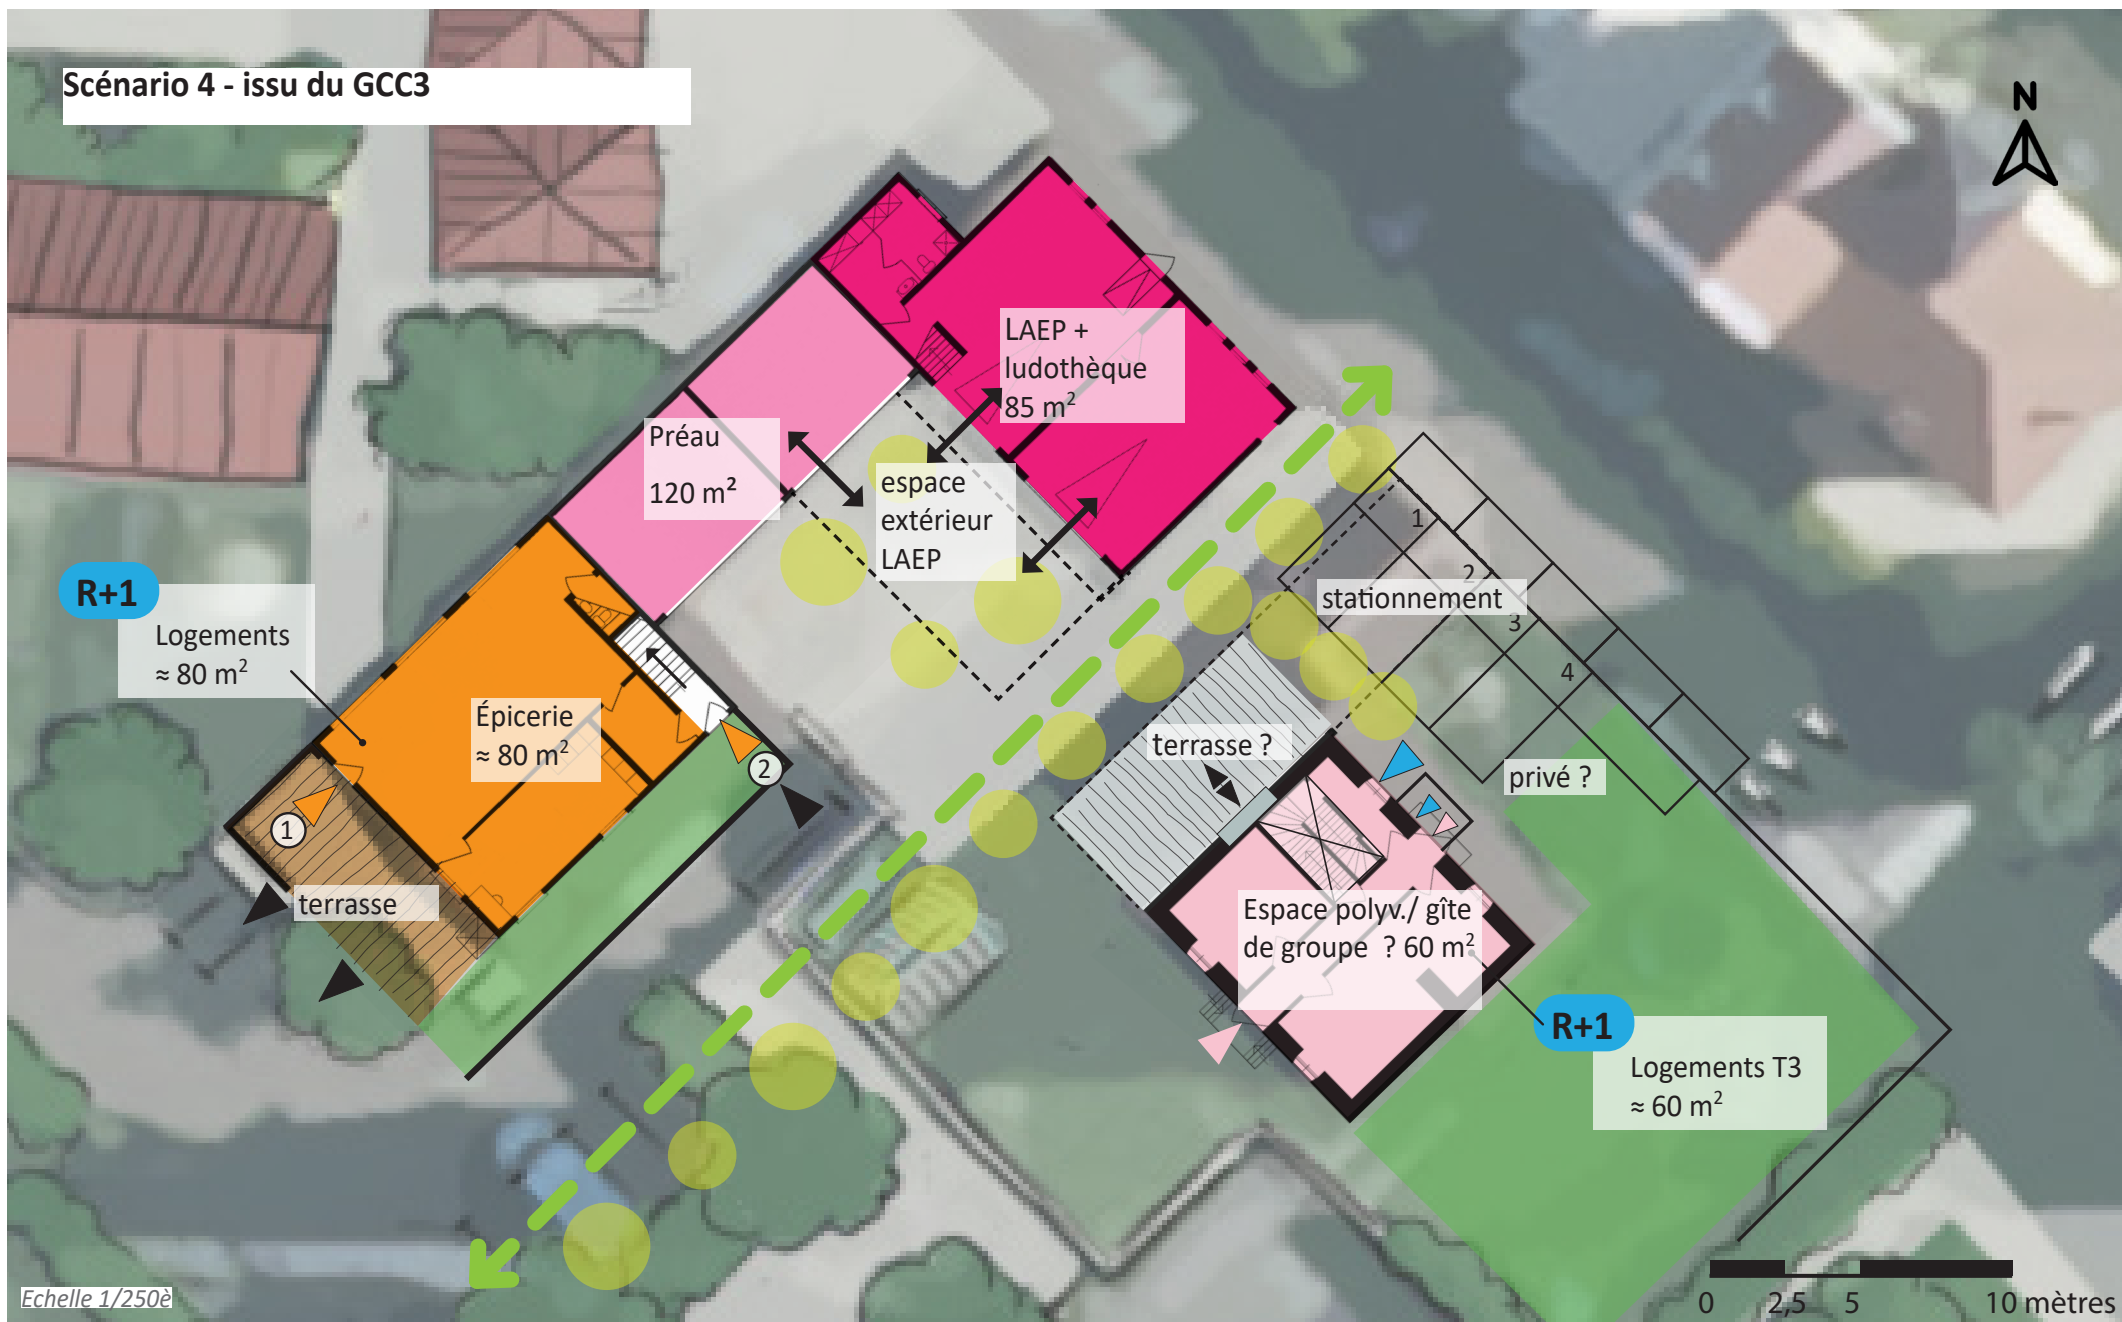 Scénario 4 - issu du GCC3
N
LAEP +
ludothèque
85 m²
Préau
120 m²
espace
extérieur
LAEP
1
2
3
4
stationnement
R+1
Logements
≈ 80 m²
Épicerie
≈ 80 m²
terrasse ?
privé ?
2
1
terrasse
Espace polyv./ gîte
de groupe ? 60 m²
R+1
Logements T3
≈ 60 m²
Echelle 1/250è
0 2,5 5 10 mètres